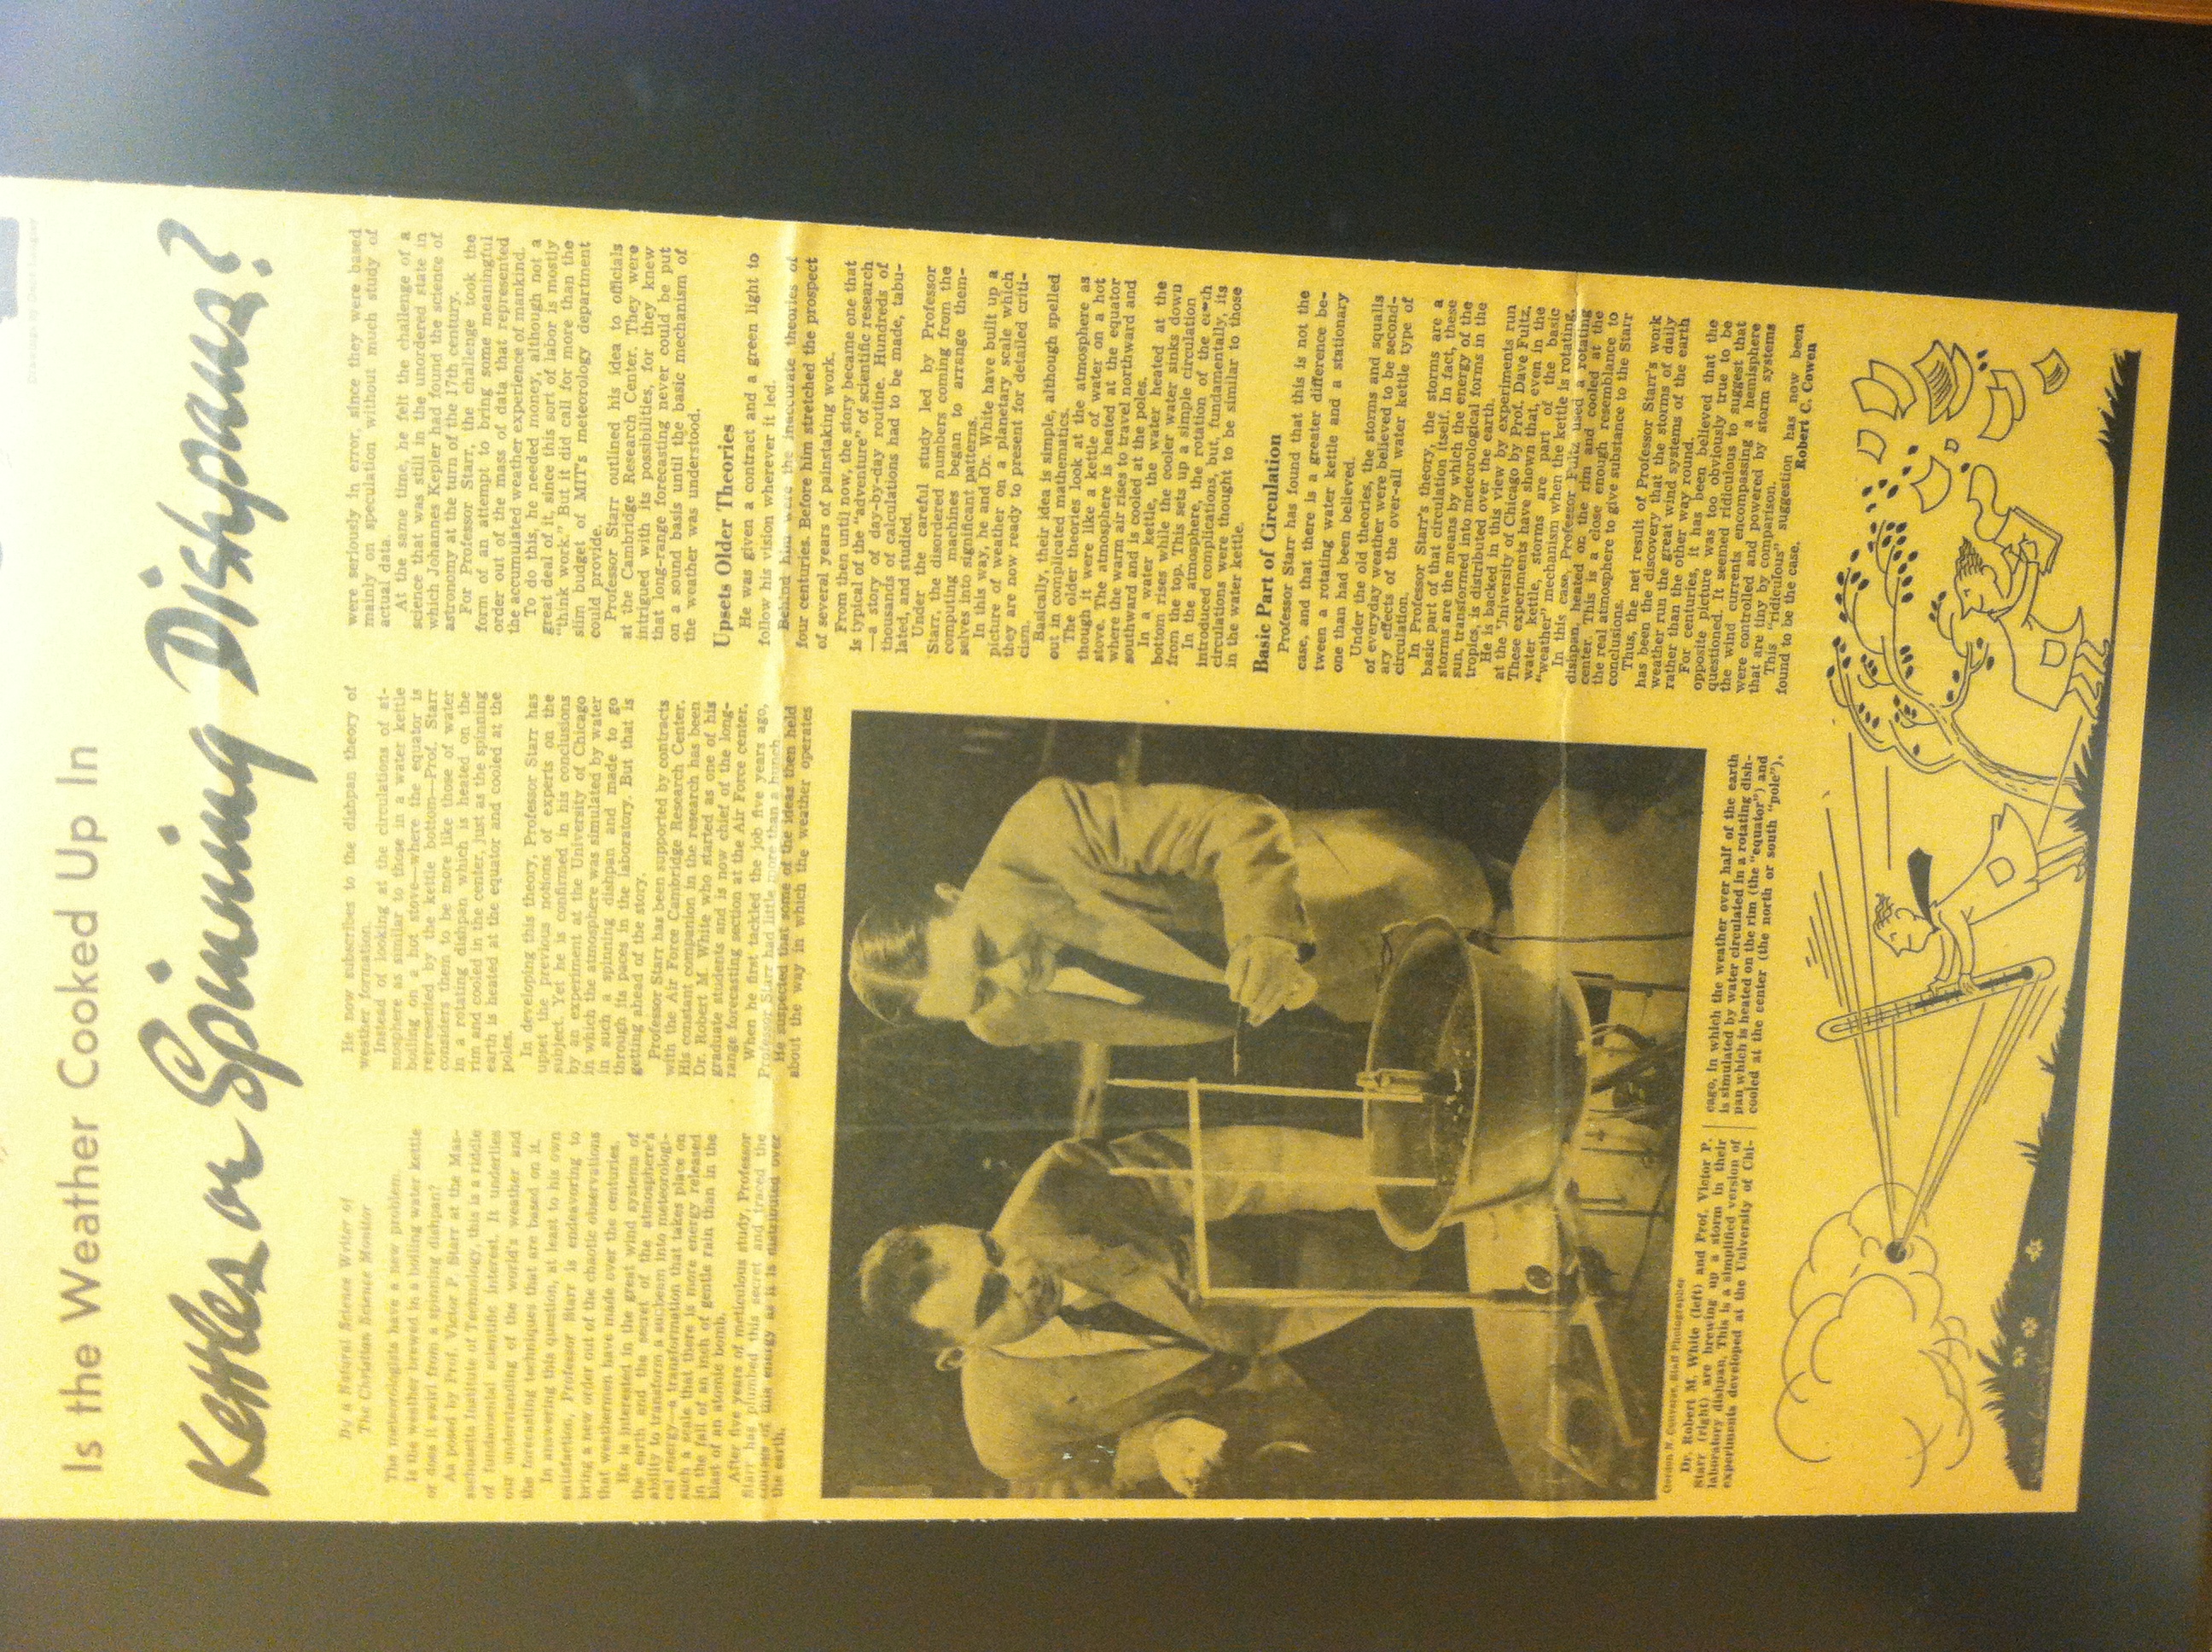 Drawings by Gene Langley
Is the Weather Cooked Up In
Kettles or Spinning Dishpans?
By a Natural Science Writer of
The Christian Science Monitor
The meteorologists have a new problem.
Is the weather brewed in a boiling water kettle
or does it swirl from a spinning dishpan?
As posed by Prof. Victor P. Starr at the Mas-
sachusetts Institute of Technology, this is a riddle
of fundamental scientific interest. It underlies
our understanding of the world's weather and
the forecasting techniques that are based on it.
In answering this question, at least to his own
satisfaction, Professor Starr is endeavoring to
bring a new order out of the chaotic observations
that weathermen have made over the centuries.
He is interested in the great wind systems of
the earth and the secret of the atmosphere's
ability to transform a sunbeam into meteorologi-
cal energy—a transformation that takes place on
such a scale that there is more energy released
in the fall of an inch of gentle rain than in the
blast of an atomic bomb.
After five years of meticulous study, Professor
Starr has plumbed this secret and traced the
courses of this energy as it is distributed over
the earth.
He now subscribes to the dishpan theory of
weather formation.
Instead of looking at the circulations of at-
mosphere as similar to those in a water kettle
boiling on a hot stove—where the equator is
represented by the kettle bottom—Prof. Starr
considers them to be more like those of water
in a rotating dishpan which is heated on the
rim and cooled in the center, just as the spinning
earth is heated at the equator and cooled at the
poles.
In developing this theory, Professor Starr has
upset the previous notions of experts on the
subject. Yet he is confirmed in his conclusions
by an experiment at the University of Chicago
in which the atmosphere was simulated by water
in such a spinning dishpan and made to go
through its paces in the laboratory. But that is
getting ahead of the story.
Professor Starr has been supported by contracts
with the Air Force Cambridge Research Center.
His constant companion in the research has been
Dr. Robert M. White who started as one of his
graduate students and is now chief of the long-
range forecasting section at the Air Force center.
When he first tackled the job five years ago,
Professor Starr had little more than a hunch.
He suspected that some of the ideas then held
about the way in which the weather operates
were seriously in error, since they were based
mainly on speculation without much study of
actual data.
At the same time, he felt the challenge of a
science that was still in the unordered state in
which Johannes Kepler had found the science of
astronomy at the turn of the 17th century.
For Professor Starr, the challenge took the
form of an attempt to bring some meaningful
order out of the mass of data that represented
the accumulated weather experience of mankind.
To do this, he needed money, although not a
great deal of it, since this sort of labor is mostly
"think work." But it did call for more than the
slim budget of MIT's meteorology department
could provide.
Professor Starr outlined his idea to officials
at the Cambridge Research Center. They were
intrigued with its possibilities, for they knew
that long-range forecasting never could be put
on a sound basis until the basic mechanism of
the weather was understood.
Upsets Older Theories
He was given a contract and a green light to
follow his vision wherever it led.
Behind him were the inaccurate theories of
four centuries. Before him stretched the prospect
of several years of painstaking work.
From then until now, the story became one that
is typical of the "adventure" of scientific research
—a story of day-by-day routine. Hundreds of
thousands of calculations had to be made, tabu-
lated, and studied.
Under the careful study led by Professor
Starr, the disordered numbers coming from the
computing machines began to arrange them-
selves into significant patterns.
In this way, he and Dr. White have built up a
picture of weather on a planetary scale which
they are now ready to present for detailed criti-
cism.
Basically, their idea is simple, although spelled
out in complicated mathematics.
The older theories look at the atmosphere as
though it were like a kettle of water on a hot
stove. The atmosphere is heated at the equator
where the warm air rises to travel northward and
southward and is cooled at the poles.
In a water kettle, the water heated at the
bottom rises while the cooler water sinks down
from the top. This sets up a simple circulation
In the atmosphere, the rotation of the earth
introduced complications, but, fundamentally, its
circulations were thought to be similar to those
in the water kettle.
Basic Part of Circulation
Professor Starr has found that this is not the
case, and that there is a greater difference be-
tween a rotating water kettle and a stationary
one than had been believed.
Under the old theories, the storms and squalls
of everyday weather were believed to be second-
ary effects of the over-all water kettle type of
circulation.
In Professor Starr's theory, the storms are a
basic part of that circulation itself. In fact, these
storms are the means by which the energy of the
sun, transformed into meteorological forms in the
tropics, is distributed over the earth.
He is backed in this view by experiments run
at the University of Chicago by Prof. Dave Fultz.
These experiments have shown that, even in the
water kettle, storms are part of the basic
"weather" mechanism when the kettle is rotating.
In this case, Professor Fultz used a rotating
dishpan, heated on the rim and cooled at the
center. This is a close enough resemblance to
the real atmosphere to give substance to the Starr
conclusions.
Thus, the net result of Professor Starr's work
has been the discovery that the storms of daily
weather run the great wind systems of the earth
rather than the other way round.
For centuries, it has been believed that the
opposite picture was too obviously true to be
questioned. It seemed ridiculous to suggest that
the wind currents encompassing a hemisphere
were controlled and powered by storm systems
that are tiny by comparison.
This "ridiculous" suggestion has now been
found to be the case.
Robert C. Cowen
Gordon N. Converse, Staff Photographer
Dr. Robert M. White (left) and Prof. Victor P.
Starr (right) are brewing up a storm in their
laboratory dishpan. This is a simplified version of
experiments developed at the University of Chi-
cago, in which the weather over half of the earth
is simulated by water circulated in a rotating dish-
pan which is heated on the rim (the "equator") and
cooled at the center (the north or south "pole").
Gene Langley